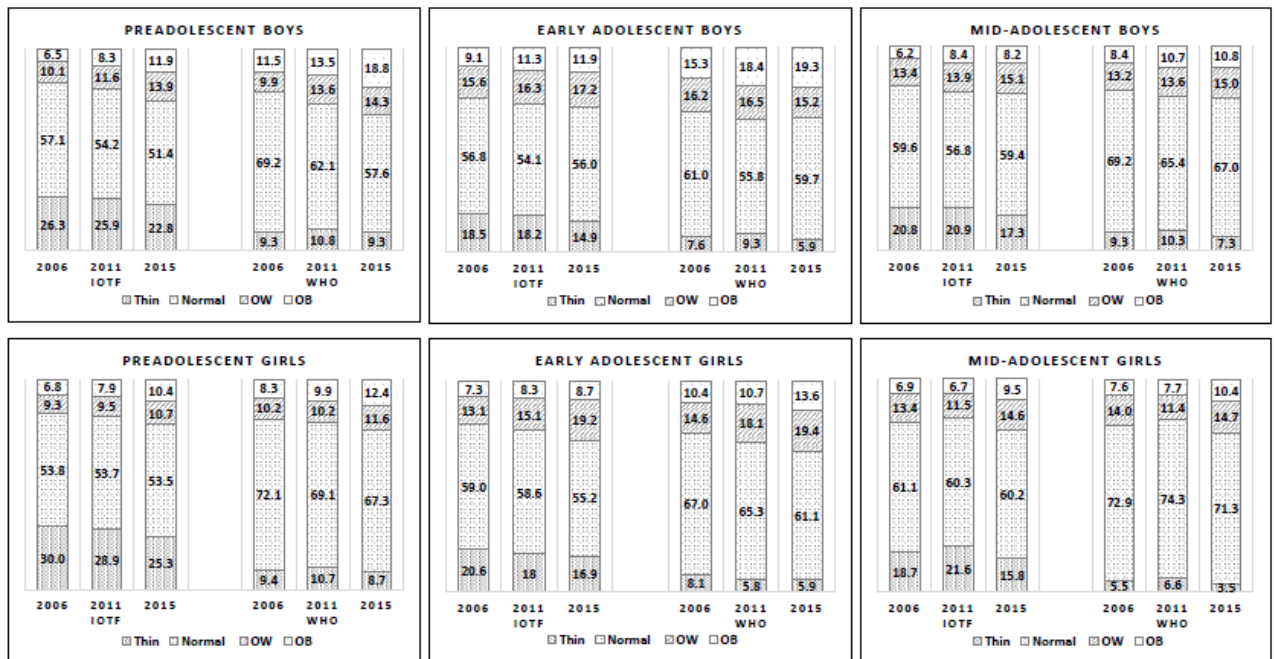 PREADOLESCENT BOYS
6.5 8.3 11.9 11.5 13.5 18.8
10.1 11.6 13.9 9.9 13.6 14.3
57.1 54.2 51.4 69.2 62.1 57.6
26.3 25.9 22.8 9.3 10.8 9.3
2006 2011 2015 2006 2011 2015
IOTF WHO
Thin Normal OW OB
EARLY ADOLESCENT BOYS
9.1 11.3 11.9 15.3 18.4 19.3
15.6 16.3 17.2 16.2 16.5 15.2
56.8 54.1 56.0 61.0 55.8 59.7
18.5 18.2 14.9 7.6 9.3 5.9
2006 2011 2015 2006 2011 2015
IOTF WHO
Thin Normal OW OB
MID-ADOLESCENT BOYS
6.2 8.4 8.2 8.4 10.7 10.8
13.4 13.9 15.1 13.2 13.6 15.0
59.6 56.8 59.4 69.2 65.4 67.0
20.8 20.9 17.3 9.3 10.3 7.3
2006 2011 2015 2006 2011 2015
IOTF WHO
Thin Normal OW OB
PREADOLESCENT GIRLS
6.8 7.9 10.4 8.3 9.9 12.4
9.3 9.5 10.7 10.2 10.2 11.6
53.8 53.7 53.5 72.1 69.1 67.3
30.0 28.9 25.3 9.4 10.7 8.7
2006 2011 2015 2006 2011 2015
IOTF WHO
Thin Normal OW OB
EARLY ADOLESCENT GIRLS
7.3 8.3 8.7 10.4 10.7 13.6
13.1 15.1 19.2 14.6 18.1 19.4
59.0 58.6 55.2 67.0 65.3 61.1
20.6 18 16.9 8.1 5.8 5.9
2006 2011 2015 2006 2011 2015
IOTF WHO
Thin Normal OW OB
MID-ADOLESCENT GIRLS
6.9 6.7 9.5 7.6 7.7 10.4
13.4 11.5 14.6 14.0 11.4 14.7
61.1 60.3 60.2 72.9 74.3 71.3
18.7 21.6 15.8 5.5 6.6 3.5
2006 2011 2015 2006 2011 2015
IOTF WHO
Thin Normal OW OB